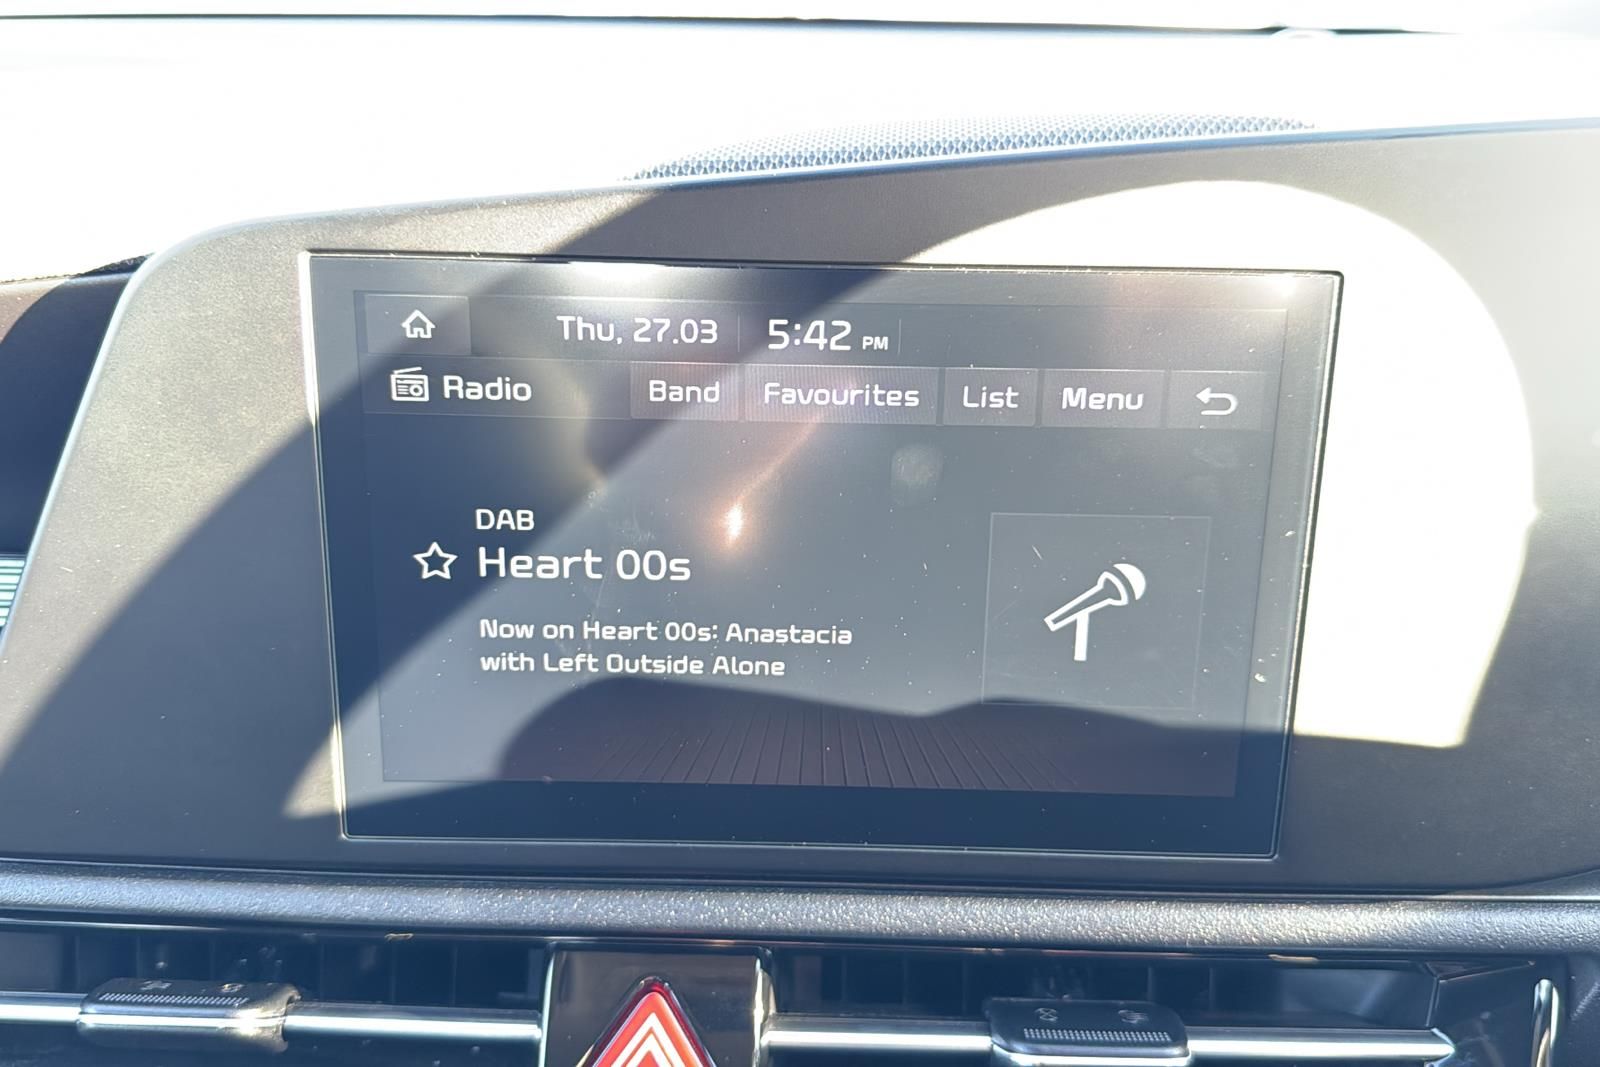 Thu, 27.03 5:42 PM
Radio Band Favourites List Menu
DAB
Heart 00s
Now on Heart 00s: Anastacia
with Left Outside Alone